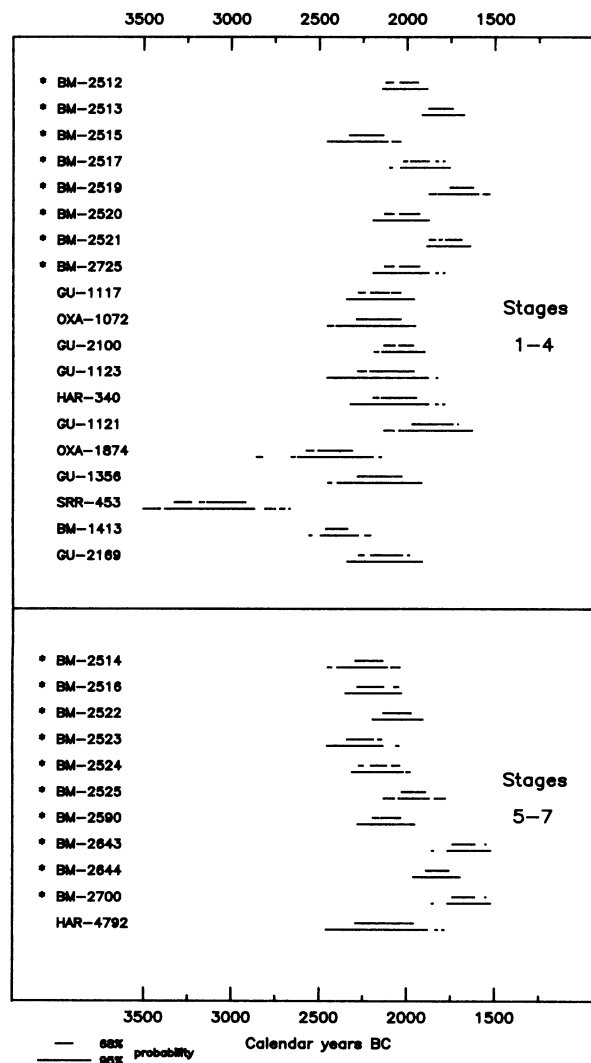 3500 3000 2500 2000 1500
* BM-2512
* BM-2513
* BM-2515
* BM-2517
* BM-2519
* BM-2520
* BM-2521
* BM-2725
GU-1117
Stages
OXA-1072
1-4
GU-2100
GU-1123
HAR-340
GU-1121
OXA-1874
GU-1356
SRR-453
BM-1413
GU-2169
* BM-2514
* BM-2516
* BM-2522
* BM-2523
* BM-2524
Stages
* BM-2525
5-7
* BM-2590
* BM-2643
* BM-2644
* BM-2700
HAR-4792
3500 3000 2500 2000 1500
Calendar years BC
68%
95% probability